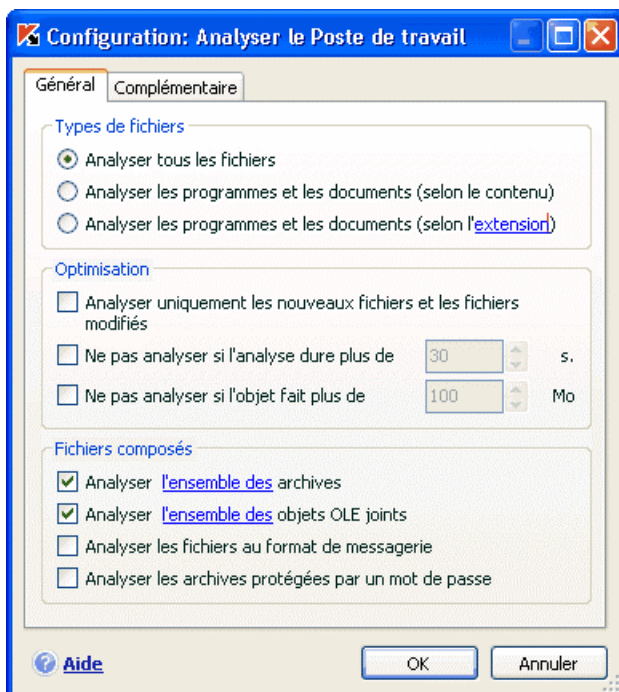 Configuration: Analyser le Poste de travail
Général
Complémentaire
Types de fichiers
Analyser tous les fichiers
Analyser les programmes et les documents (selon le contenu)
Analyser les programmes et les documents (selon l'extension)
Optimisation
Analyser uniquement les nouveaux fichiers et les fichiers
modifiés
Ne pas analyser si l'analyse dure plus de 30 s.
Ne pas analyser si l'objet fait plus de 100 Mo
Fichiers composés
Analyser l'ensemble des archives
Analyser l'ensemble des objets OLE joints
Analyser les fichiers au format de messagerie
Analyser les archives protégées par un mot de passe
Aide
OK
Annuler